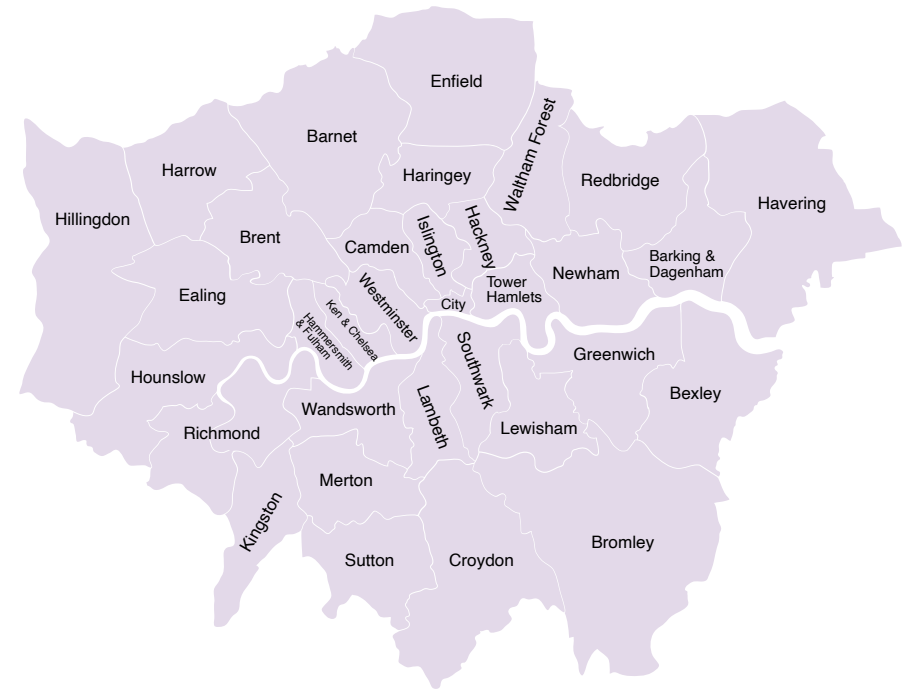 Enfield
Barnet
Waltham Forest
Harrow
Haringey
Redbridge
Havering
Hillingdon
Brent
Camden
Islington
Hackney
Newham
Barking &
Dagenham
Ealing
Westminster
Tower
Hamlets
City
Ken & Chelsea
Hammersmith
& Fulham
Hounslow
Southwark
Greenwich
Bexley
Wandsworth
Lambeth
Richmond
Lewisham
Merton
Kingston
Sutton
Croydon
Bromley